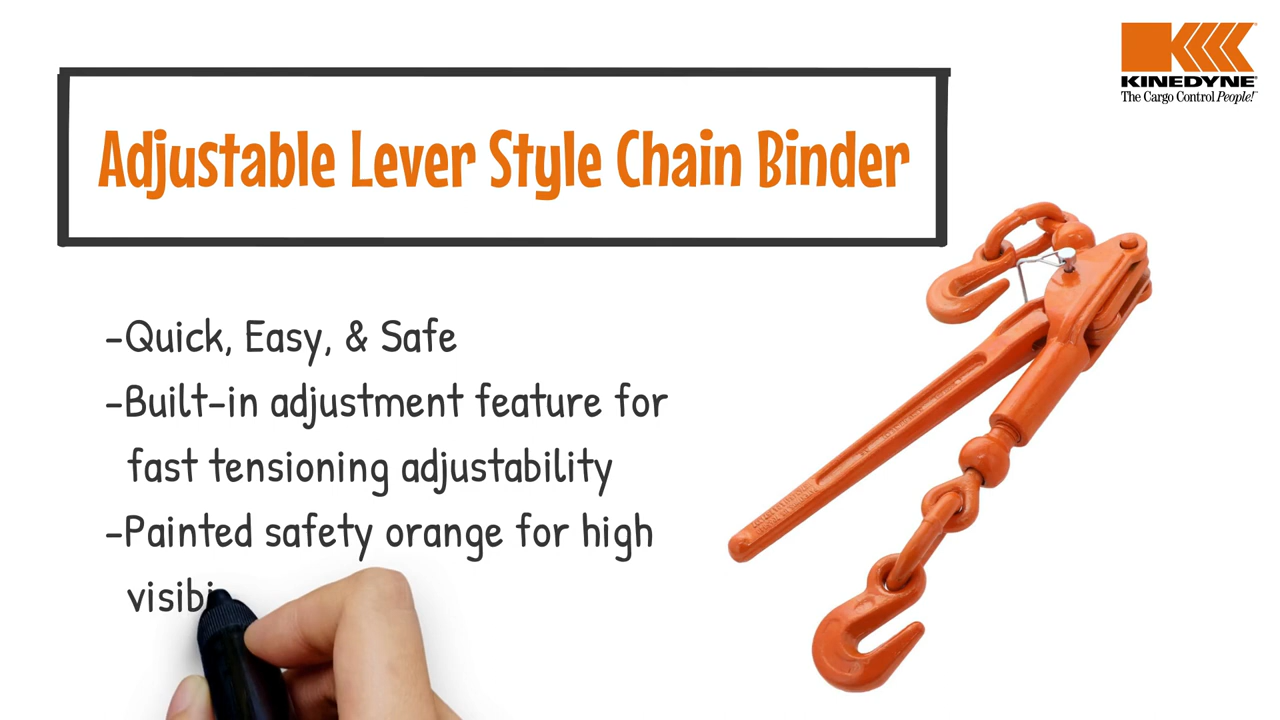 KINEDYNE
The Cargo Control People!
Adjustable Lever Style Chain Binder
-Quick, Easy, & Safe
-Built-in adjustment feature for
fast tensioning adjustability
-Painted safety orange for high
visibi